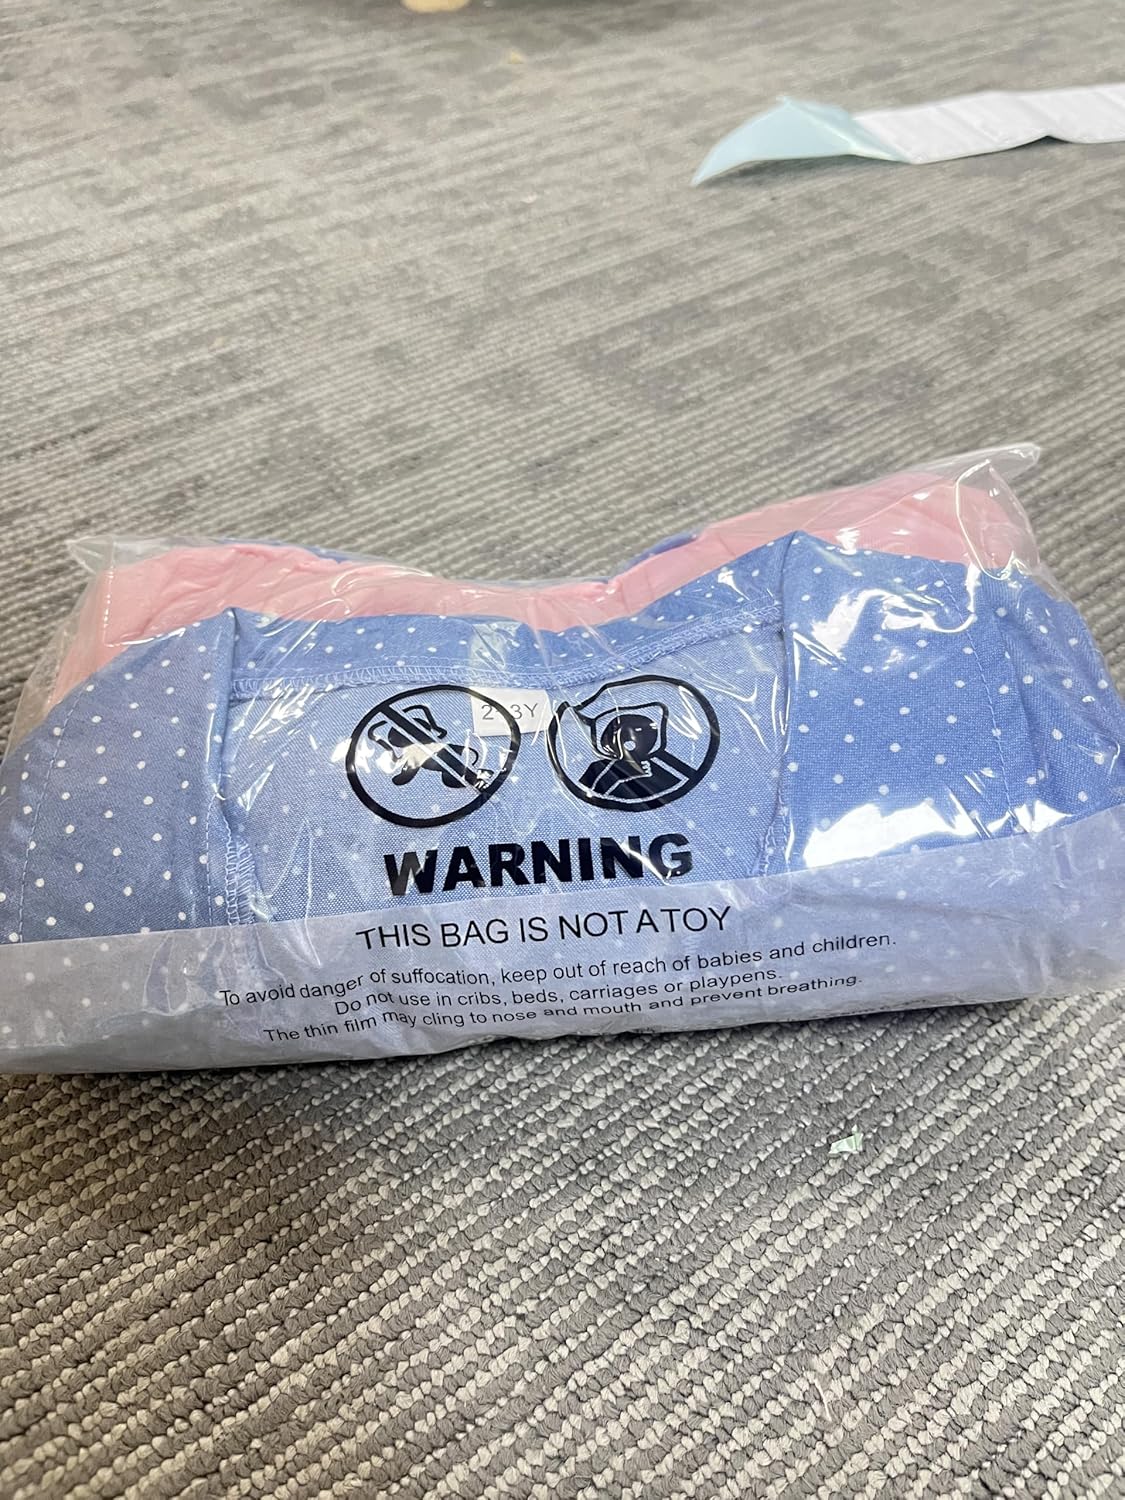 2-3Y
WARNING
THIS BAG IS NOT A TOY
To avoid danger of suffocation, keep out of reach of babies and children.
Do not use in cribs, beds, carriages or playpens.
The thin film may cling to nose and mouth and prevent breathing.